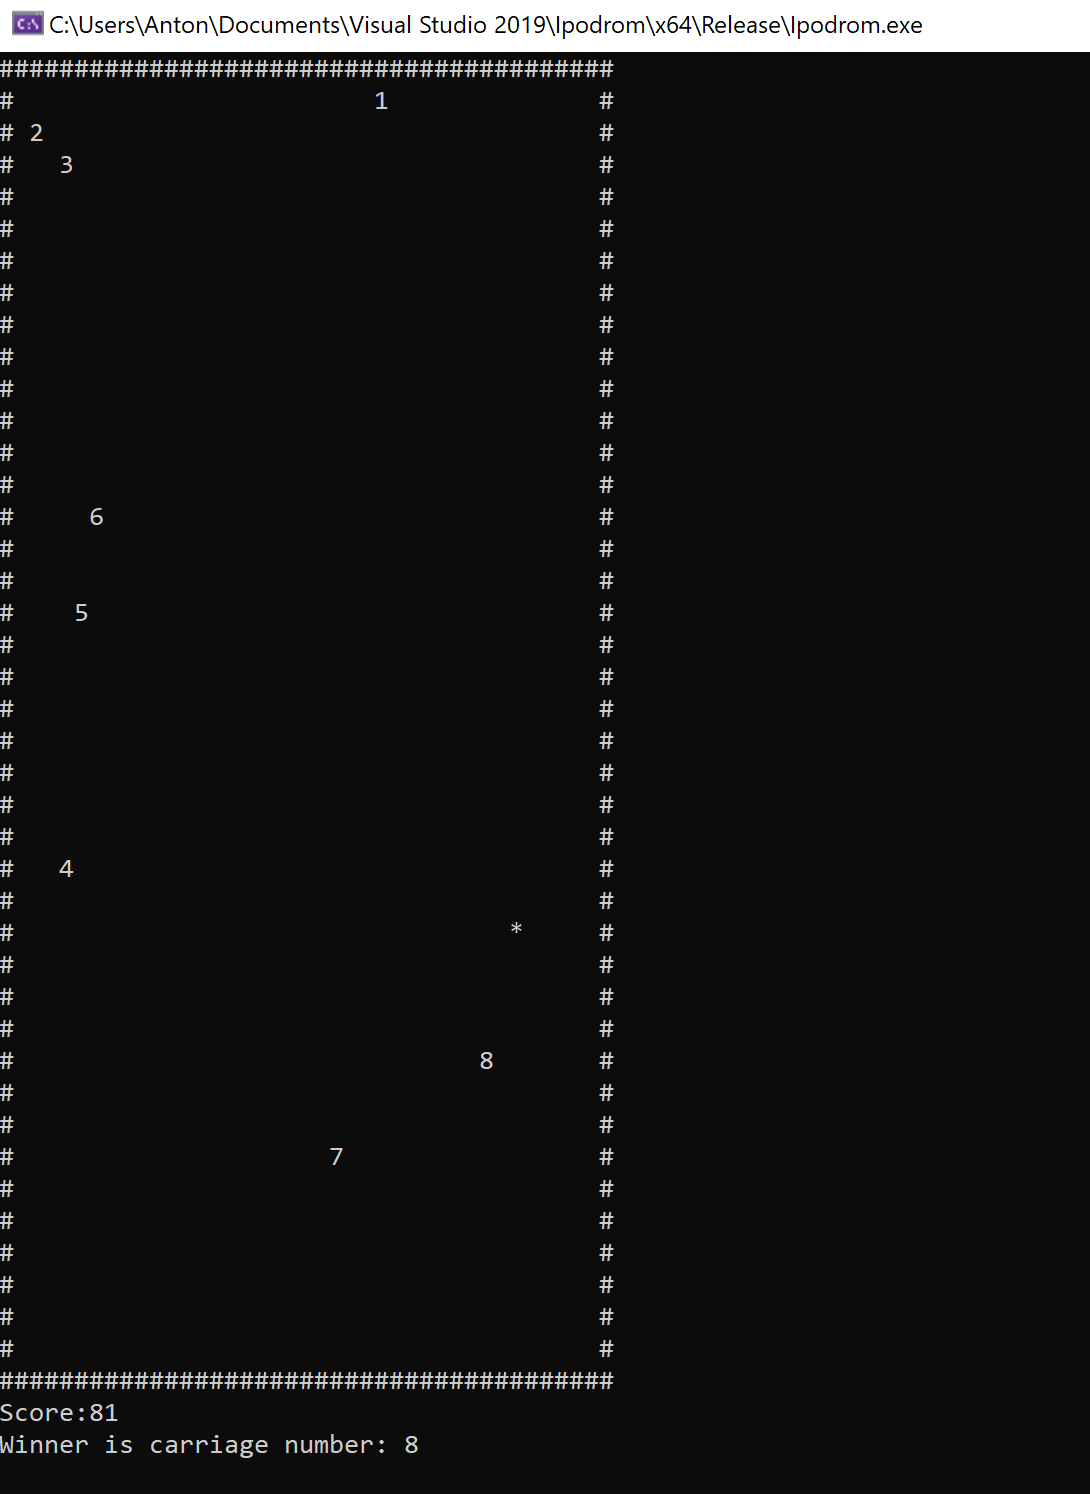 C:\Users\Anton\Documents\Visual Studio 2019\Ipodrom\x64\Release\Ipodrom.exe
#########################################
#                        1              #
# 2                                     #
#   3                                   #
#                                       #
#                                       #
#                                       #
#                                       #
#                                       #
#                                       #
#                                       #
#                                       #
#                                       #
#                                       #
#     6                                 #
#                                       #
#                                       #
#    5                                  #
#                                       #
#                                       #
#                                       #
#                                       #
#                                       #
#                                       #
#                                       #
#   4                                   #
#                                       #
#                                 *     #
#                                       #
#                                       #
#                                       #
#                               8       #
#                                       #
#                                       #
#                     7                 #
#                                       #
#                                       #
#                                       #
#                                       #
#                                       #
#                                       #
#########################################
Score:81
Winner is carriage number: 8